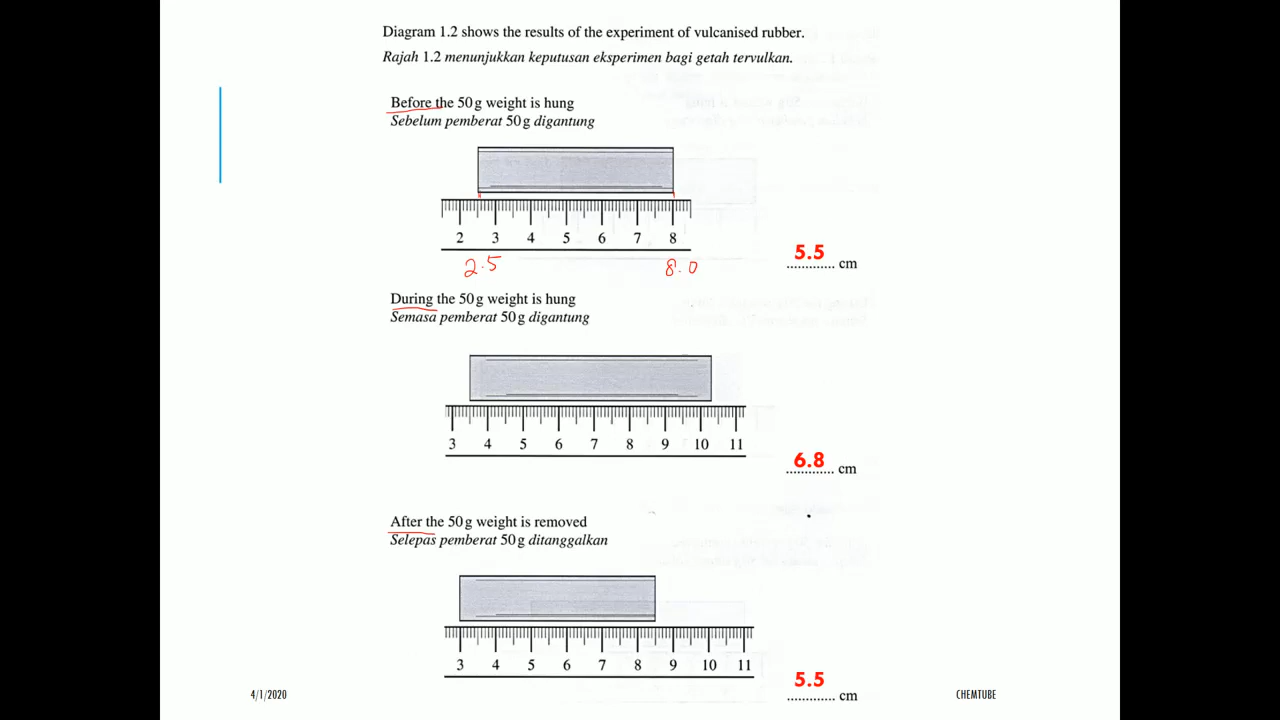 Diagram 1.2 shows the results of the experiment of vulcanised rubber.
Rajah 1.2 menunjukkan keputusan eksperimen bagi getah tervulkan.
Before the 50 g weight is hung
Sebelum pemberat 50 g digantung
2 3 4 5 6 7 8
2.5 8.0
5.5
.............. cm
During the 50 g weight is hung
Semasa pemberat 50 g digantung
3 4 5 6 7 8 9 10 11
6.8
.............. cm
After the 50 g weight is removed
Selepas pemberat 50 g ditanggalkan
3 4 5 6 7 8 9 10 11
5.5
.............. cm
4/1/2020 CHEMTUBE